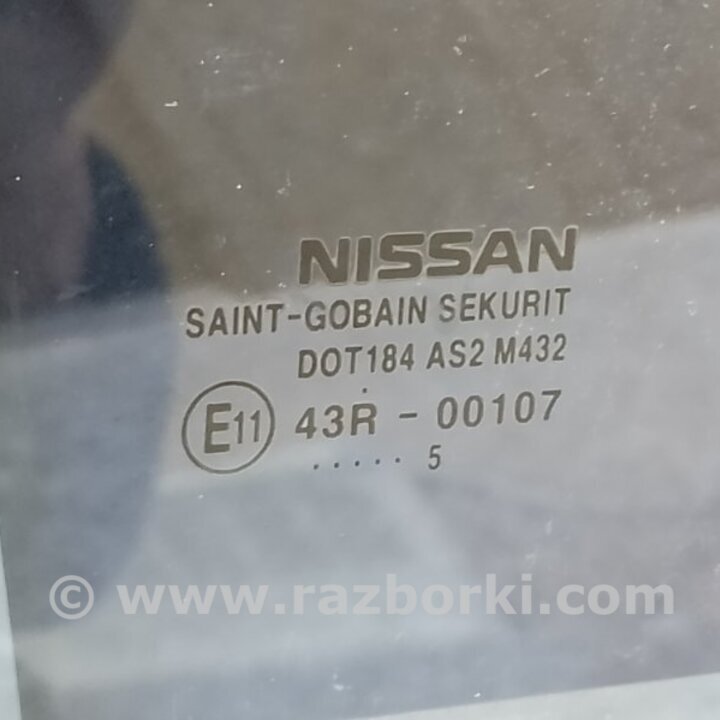 NISSAN
SAINT-GOBAIN SEKURIT
DOT184 AS2 M432
E11 43R - 00107
. . . . . 5
© www.razborki.com